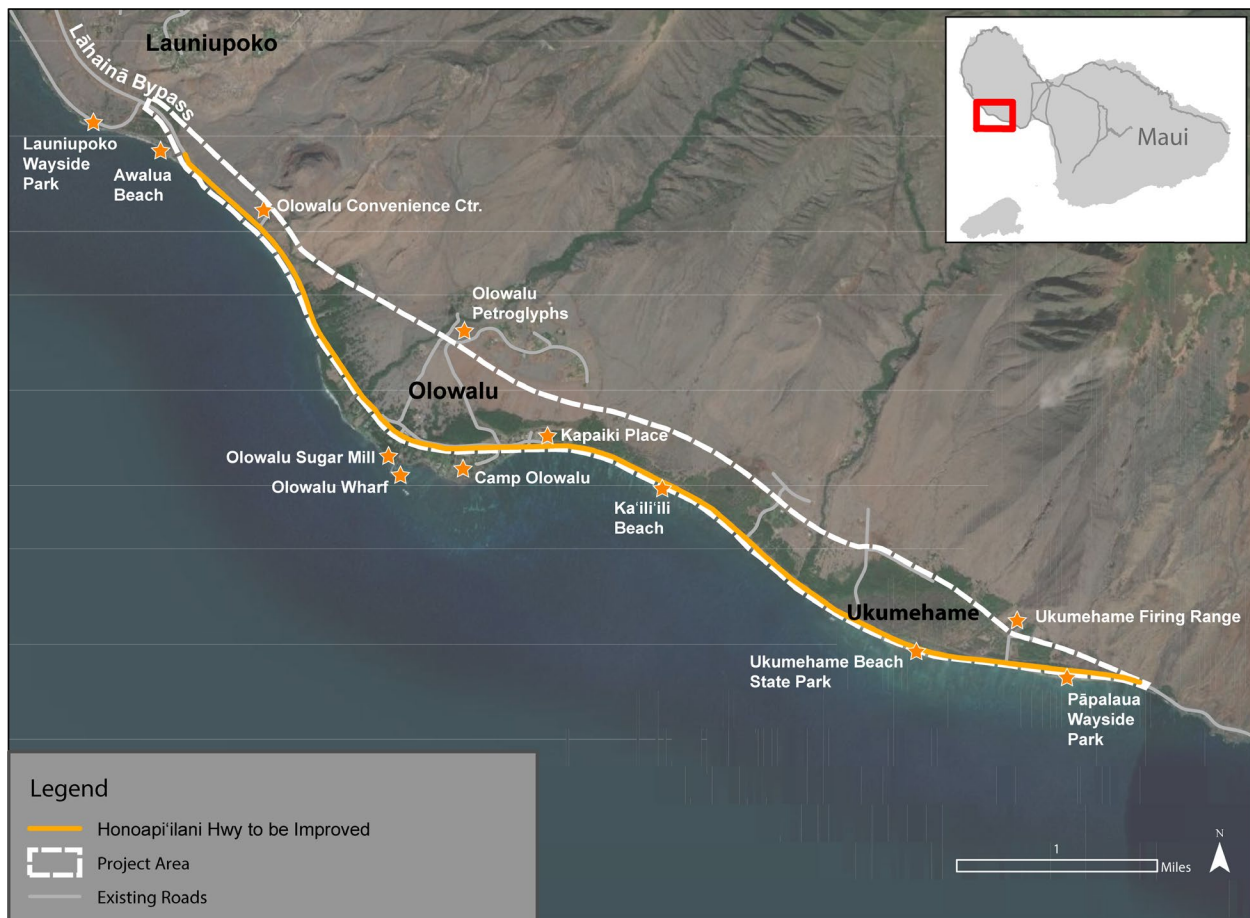 Launiupoko
Lāhainā Bypass
Maui
Launiupoko
Wayside
Park
Awalua
Beach
Olowalu Convenience Ctr.
Olowalu
Petroglyphs
Olowalu
Kapaiki Place
Olowalu Sugar Mill
Olowalu Wharf
Camp Olowalu
Kaʻiliʻili
Beach
Ukumehame
Ukumehame Firing Range
Ukumehame Beach
State Park
Pāpalaua
Wayside
Park
Legend
Honoapiʻilani Hwy to be Improved
Project Area
Existing Roads
1
Miles
N